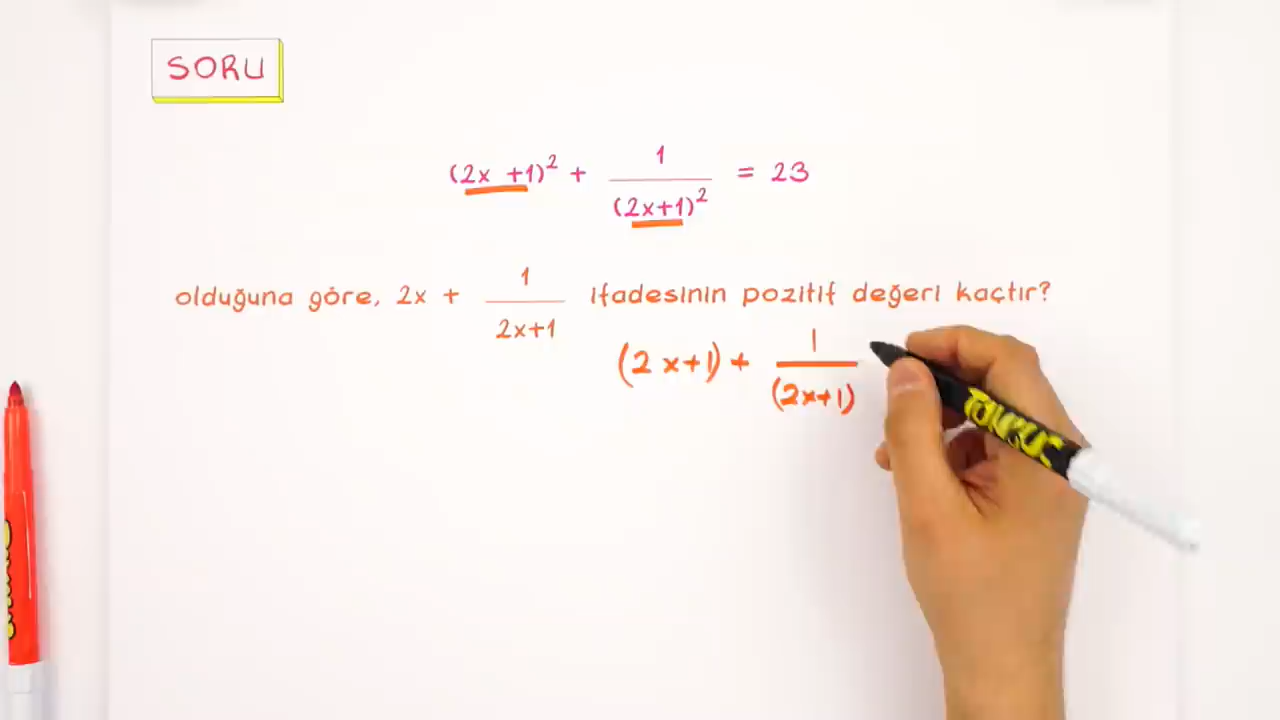 SORU
(2x +1)² + 1/(2x+1)² = 23
olduğuna göre, 2x + 1/2x+1 ifadesinin pozitif değeri kaçtır?
(2x+1) + 1/(2x+1)
Taurus